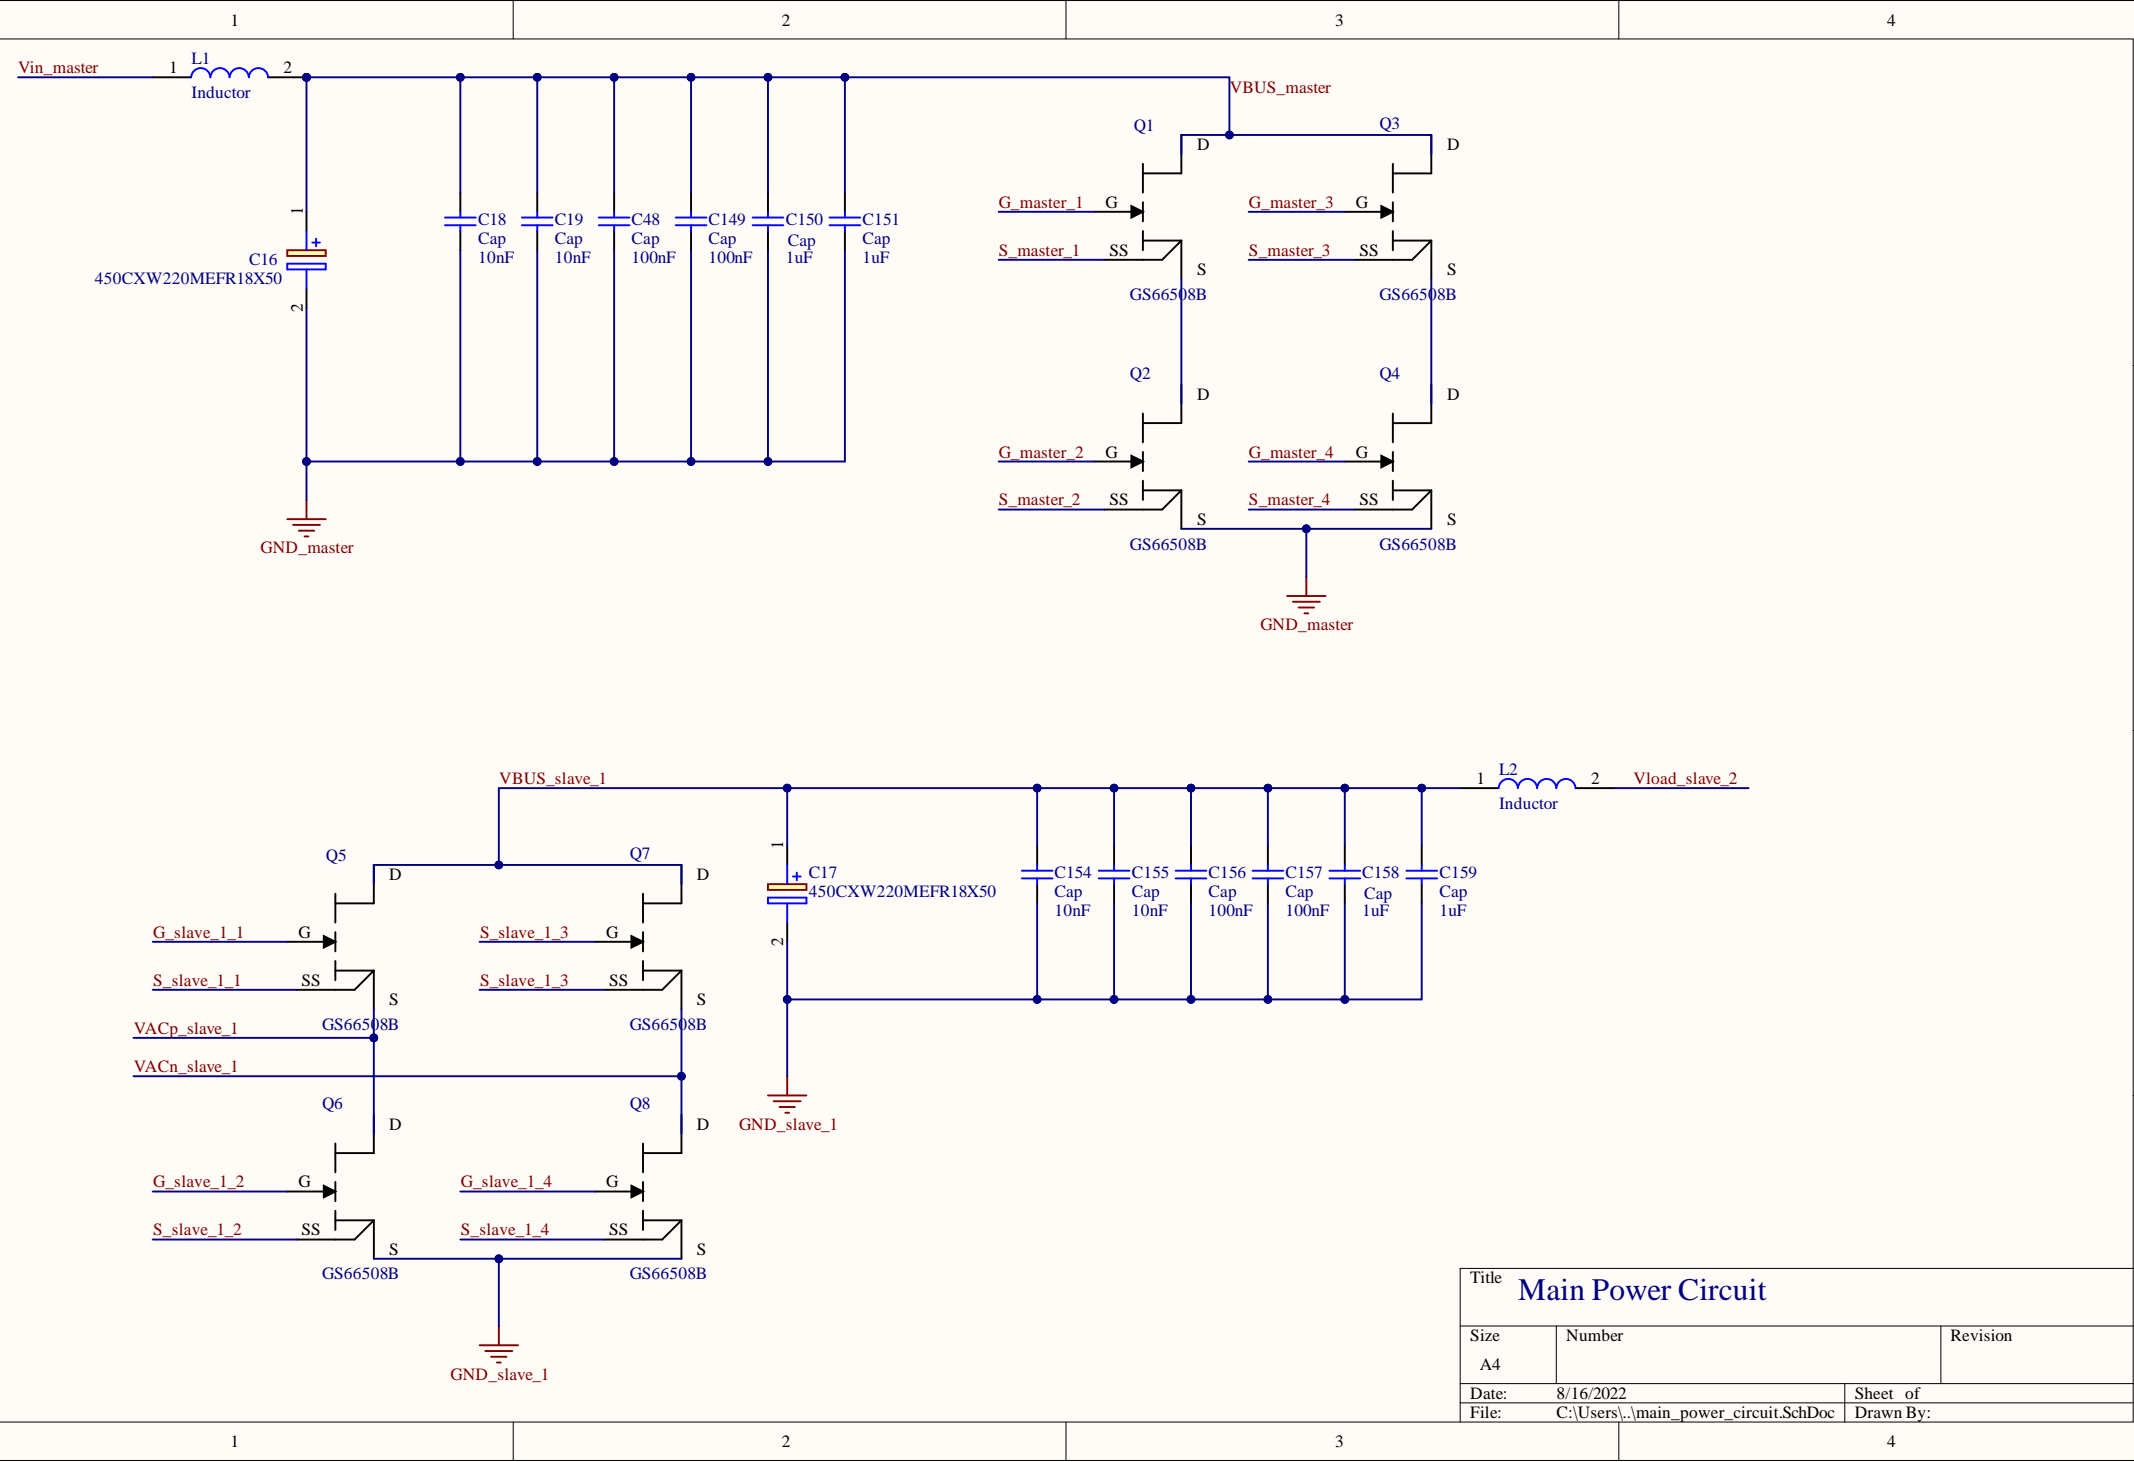 1 2 3 4
Vin_master 1 L1 2
Inductor
VBUS_master
1
+
C16
450CXW220MEFR18X50
2
GND_master
C18
Cap
10nF
C19
Cap
10nF
C48
Cap
100nF
C149
Cap
100nF
C150
Cap
1uF
C151
Cap
1uF
Q1
D
G_master_1 G
S_master_1 SS
S
GS66508B
Q3
D
G_master_3 G
S_master_3 SS
S
GS66508B
Q2
D
G_master_2 G
S_master_2 SS
S
GS66508B
Q4
D
G_master_4 G
S_master_4 SS
S
GS66508B
GND_master
VBUS_slave_1
Q5
D
G_slave_1_1 G
S_slave_1_1 SS
S
GS66508B
Q7
D
S_slave_1_3 G
S_slave_1_3 SS
S
GS66508B
VACp_slave_1
VACn_slave_1
Q6
D
G_slave_1_2 G
S_slave_1_2 SS
S
GS66508B
Q8
D
G_slave_1_4 G
S_slave_1_4 SS
S
GS66508B
GND_slave_1
1
+
C17
450CXW220MEFR18X50
2
GND_slave_1
C154
Cap
10nF
C155
Cap
10nF
C156
Cap
100nF
C157
Cap
100nF
C158
Cap
1uF
C159
Cap
1uF
1 L2 2 Vload_slave_2
Inductor
Title Main Power Circuit
Size Number Revision
A4
Date: 8/16/2022 Sheet of
File: C:\Users\..\main_power_circuit.SchDoc Drawn By:
1 2 3 4